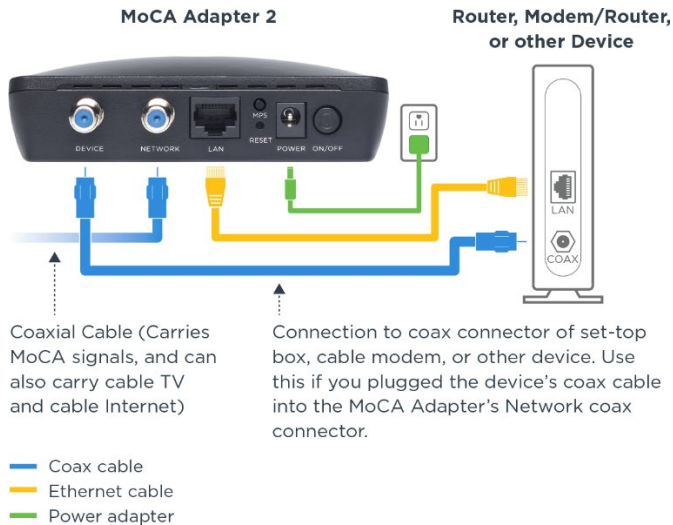 MoCA Adapter 2
Router, Modem/Router,
or other Device
DEVICE
NETWORK
LAN
MPS
RESET
POWER
ON/OFF
LAN
COAX
Coaxial Cable (Carries
MoCA signals, and can
also carry cable TV
and cable Internet)
Connection to coax connector of set-top
box, cable modem, or other device. Use
this if you plugged the device's coax cable
into the MoCA Adapter's Network coax
connector.
Coax cable
Ethernet cable
Power adapter